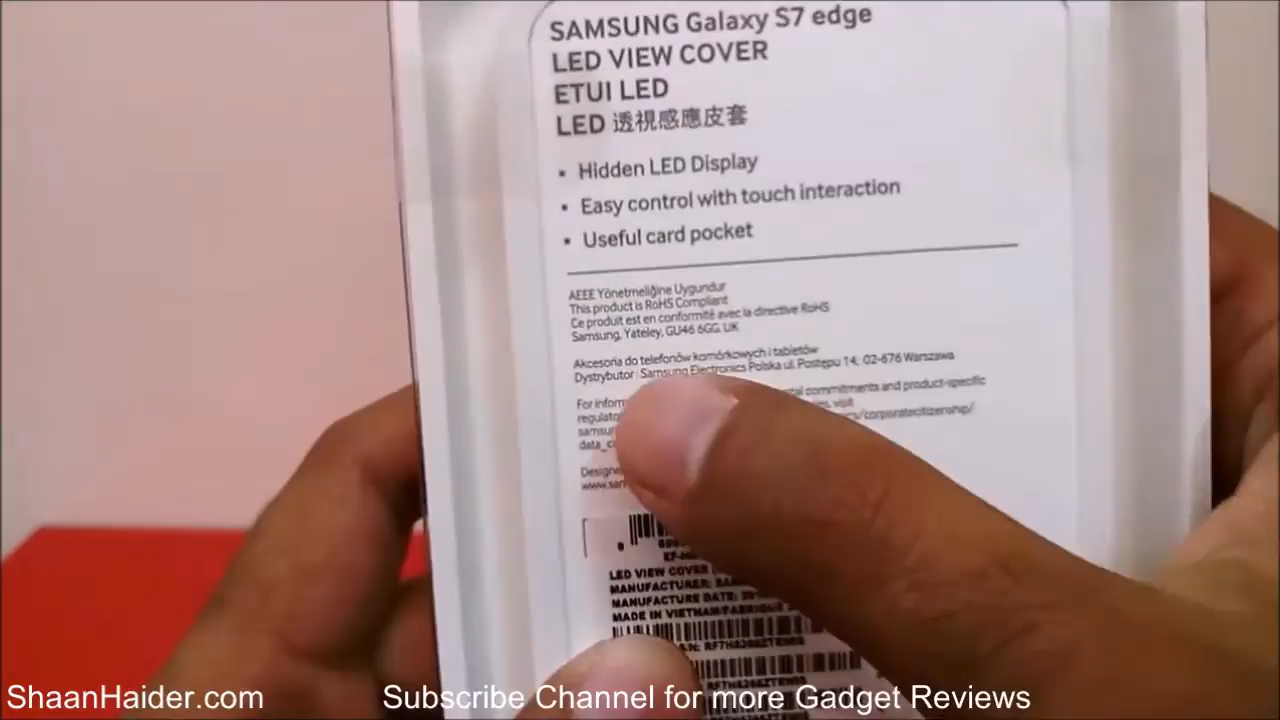 SAMSUNG Galaxy S7 edge
LED VIEW COVER
ETUI LED
LED 透視感應皮套
• Hidden LED Display
• Easy control with touch interaction
• Useful card pocket
AEEE Yönetmeliğine Uygundur
This product is RoHS Compliant
Ce produit est en conformité avec la directive RoHS
Samsung, Yateley, GU46 6GG. UK
Akcesoria do telefonów komórkowych i tabletów
Dystrybutor : Samsung Electronics Polska ul. Postępu 14; 02-676 Warszawa
For inform commitments and product-specific
regulato visit
samsu /corporatecitizenship/
data_c
Designe
www.sam
LED VIEW COVER
MANUFACTURER:
MANUFACTURE DATE:
MADE IN VIETNAM/FABRIQUÉ
ShaanHaider.com
Subscribe Channel for more Gadget Reviews